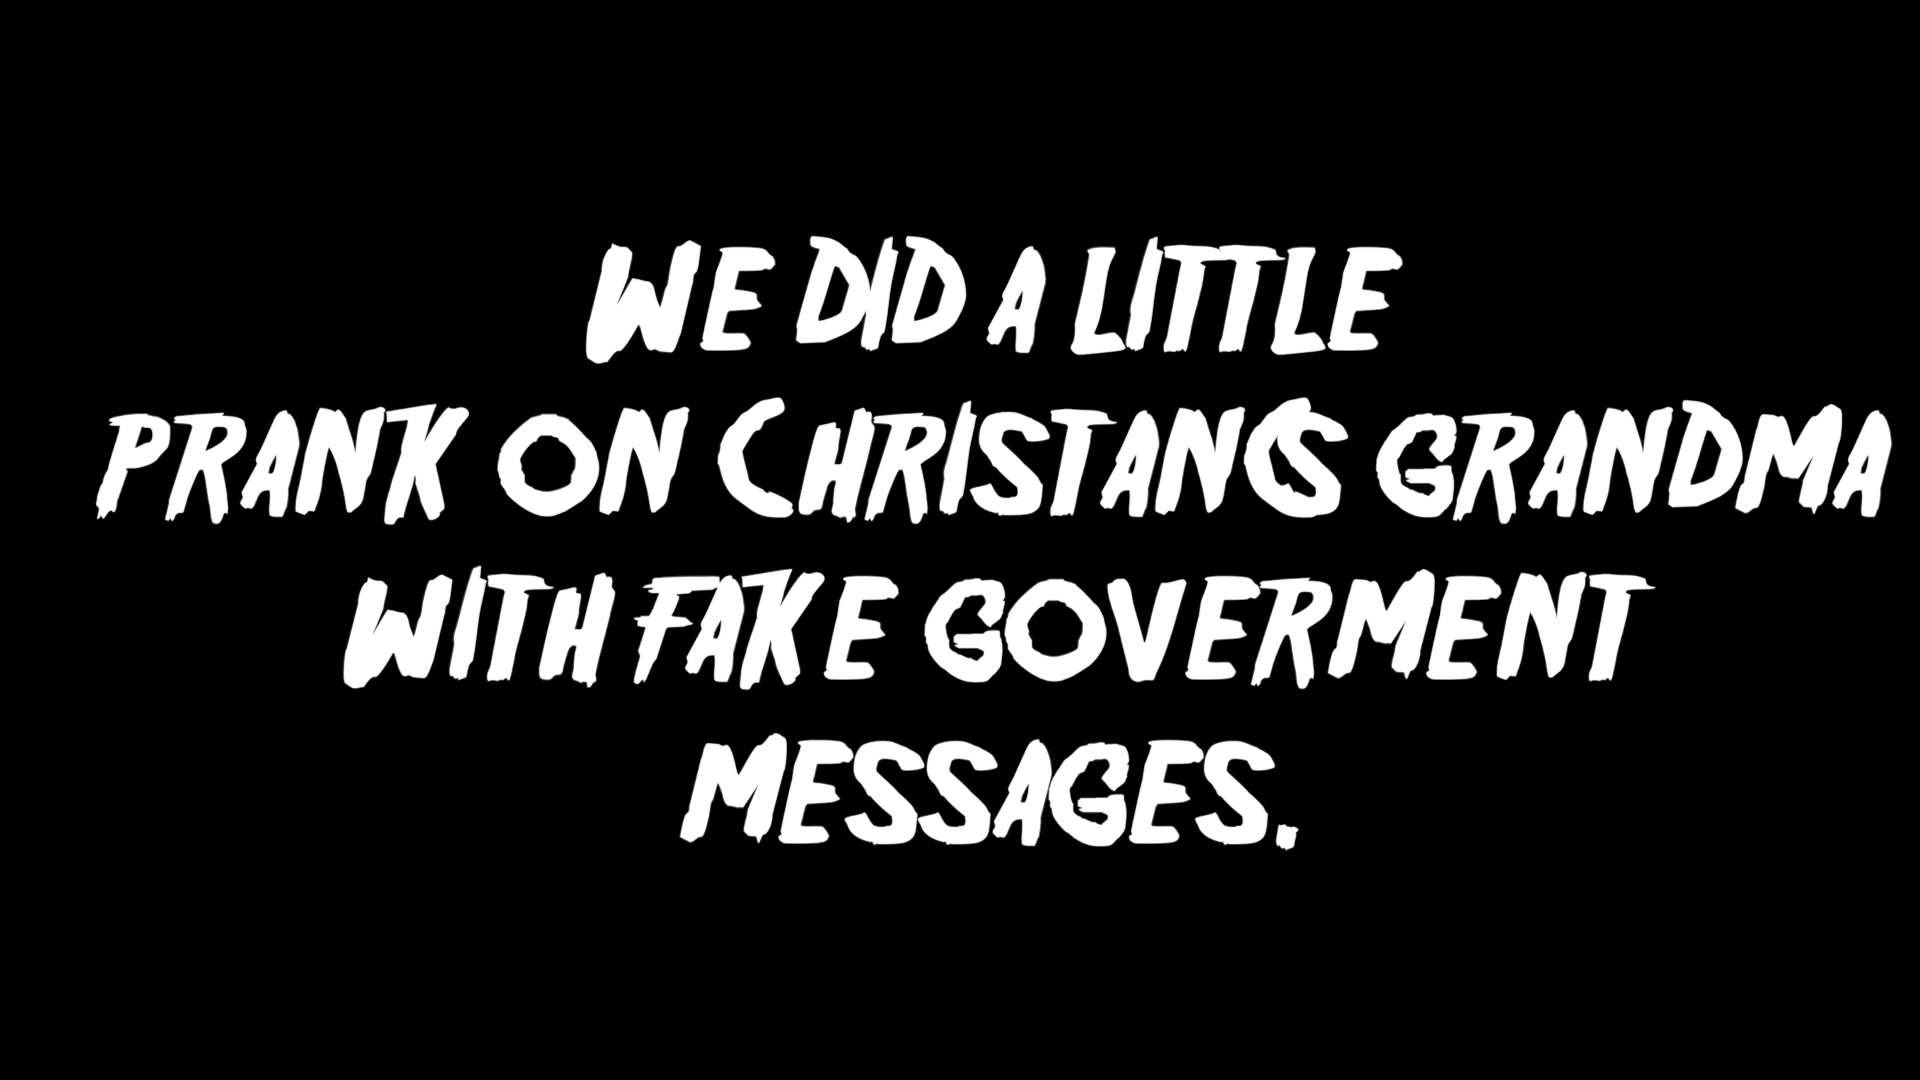 WE DID A LITTLE
PRANK ON CHRISTAN'S GRANDMA
WITH FAKE GOVERMENT
MESSAGES.